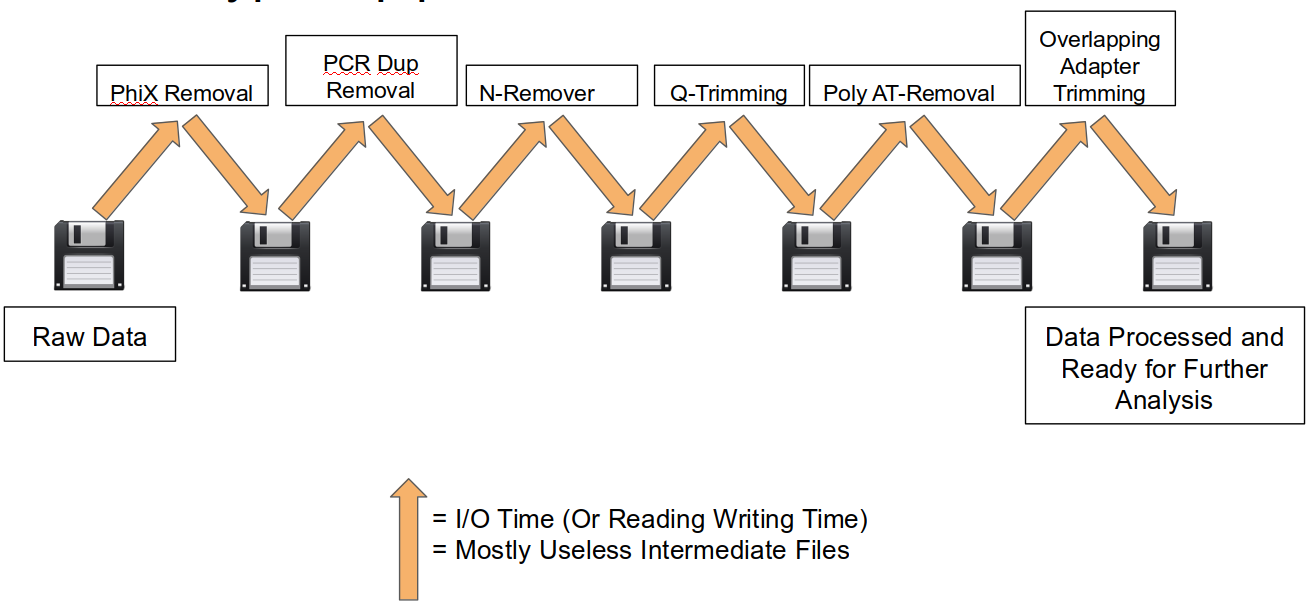 PhiX Removal
PCR Dup
Removal
N-Remover
Q-Trimming
Poly AT-Removal
Overlapping
Adapter
Trimming
Raw Data
Data Processed and
Ready for Further
Analysis
= I/O Time (Or Reading Writing Time)
= Mostly Useless Intermediate Files